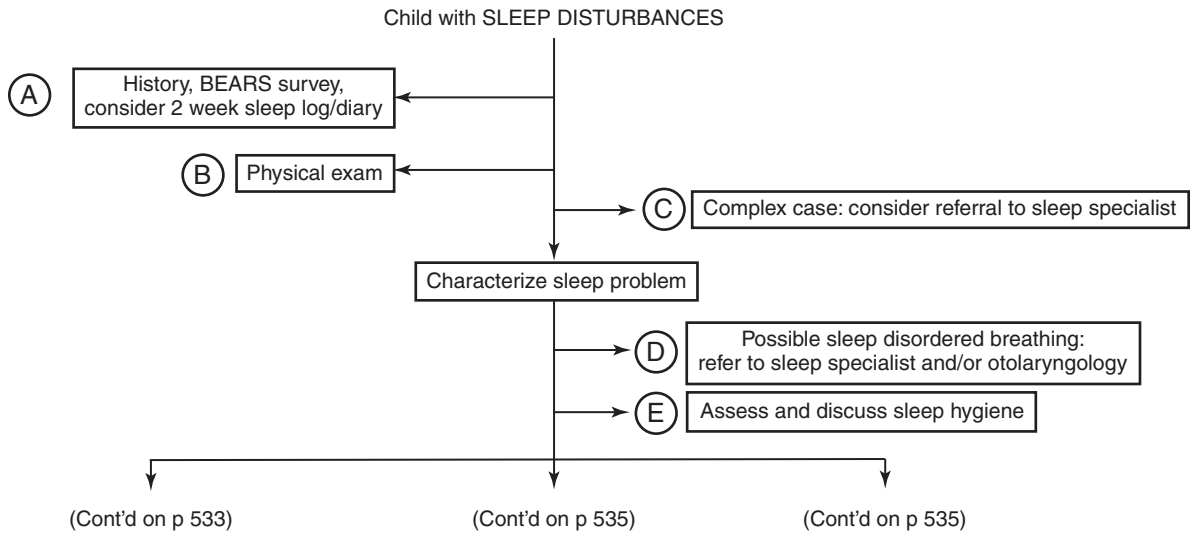 Child with SLEEP DISTURBANCES
A
History, BEARS survey,
consider 2 week sleep log/diary
B
Physical exam
C
Complex case: consider referral to sleep specialist
Characterize sleep problem
D
Possible sleep disordered breathing:
refer to sleep specialist and/or otolaryngology
E
Assess and discuss sleep hygiene
(Cont'd on p 533)
(Cont'd on p 535)
(Cont'd on p 535)